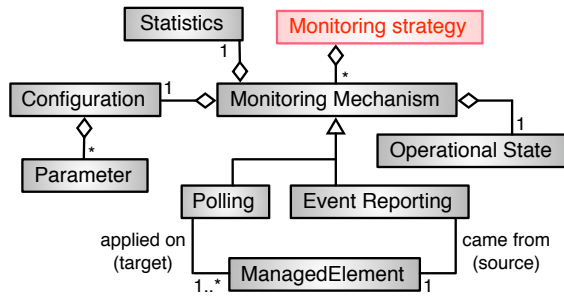 Statistics
Monitoring strategy
1
*
Configuration
1
Monitoring Mechanism
1
Operational State
*
Parameter
Polling
Event Reporting
applied on
(target)
came from
(source)
1..*
ManagedElement
1